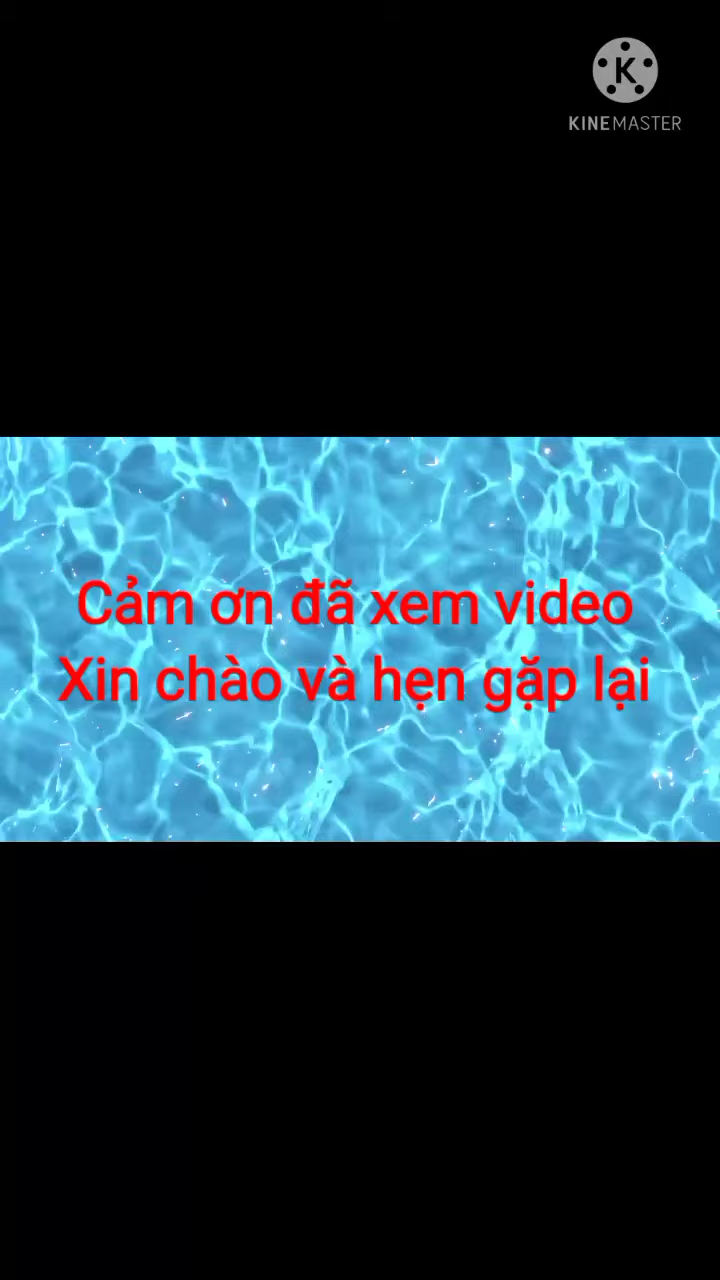 K
KINEMASTER
Cảm ơn đã xem video
Xin chào và hẹn gặp lại